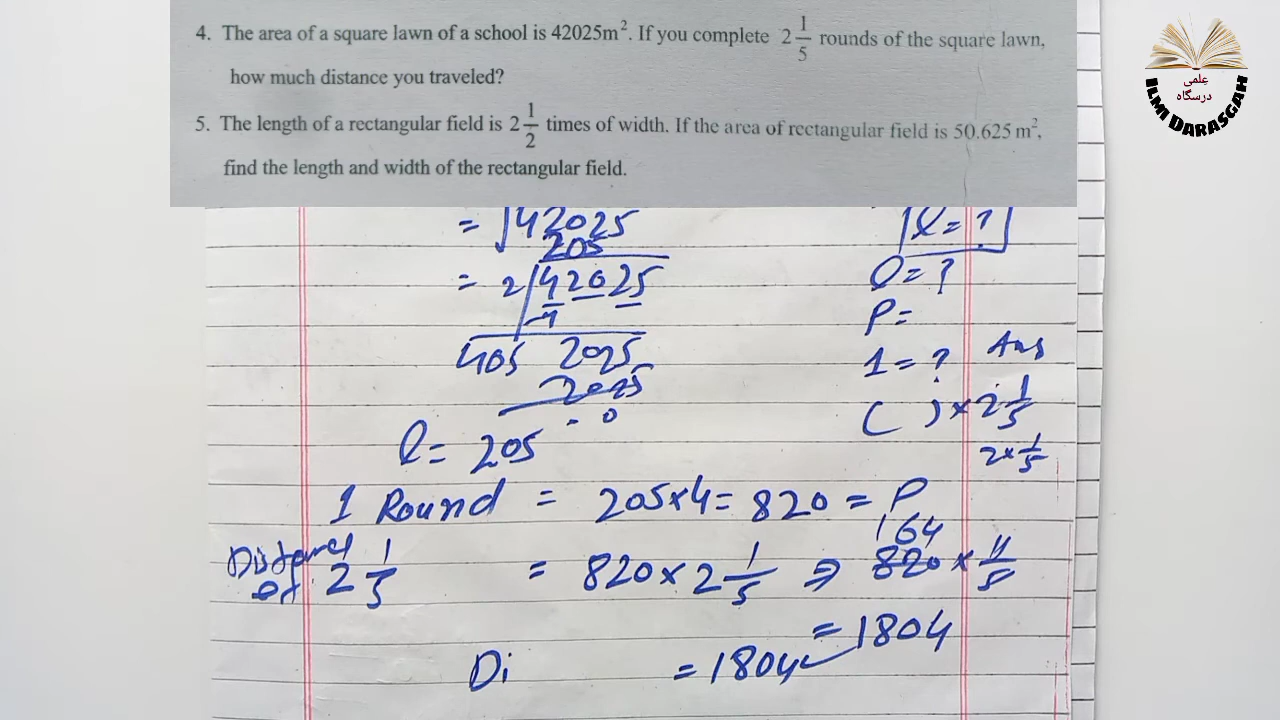 4. The area of a square lawn of a school is 42025m². If you complete 2 1/5 rounds of the square lawn,
how much distance you traveled?
5. The length of a rectangular field is 2 1/2 times of width. If the area of rectangular field is 50.625 m²,
find the length and width of the rectangular field.
علمی
درسگاه
ILM DARASGAH
= √42025
205
= 2 42025
-4
405 2025
2025
- 0
l = 205
l = ?
l = ?
P =
1 = ? Ans
( ) × 2 1/5
2 × 1/5
1 Round = 205×4 = 820 = P
164
Distance of 2 1/5 = 820 × 2 1/5 ⇒ 820 × 11/5
= 1804
Di = 1804